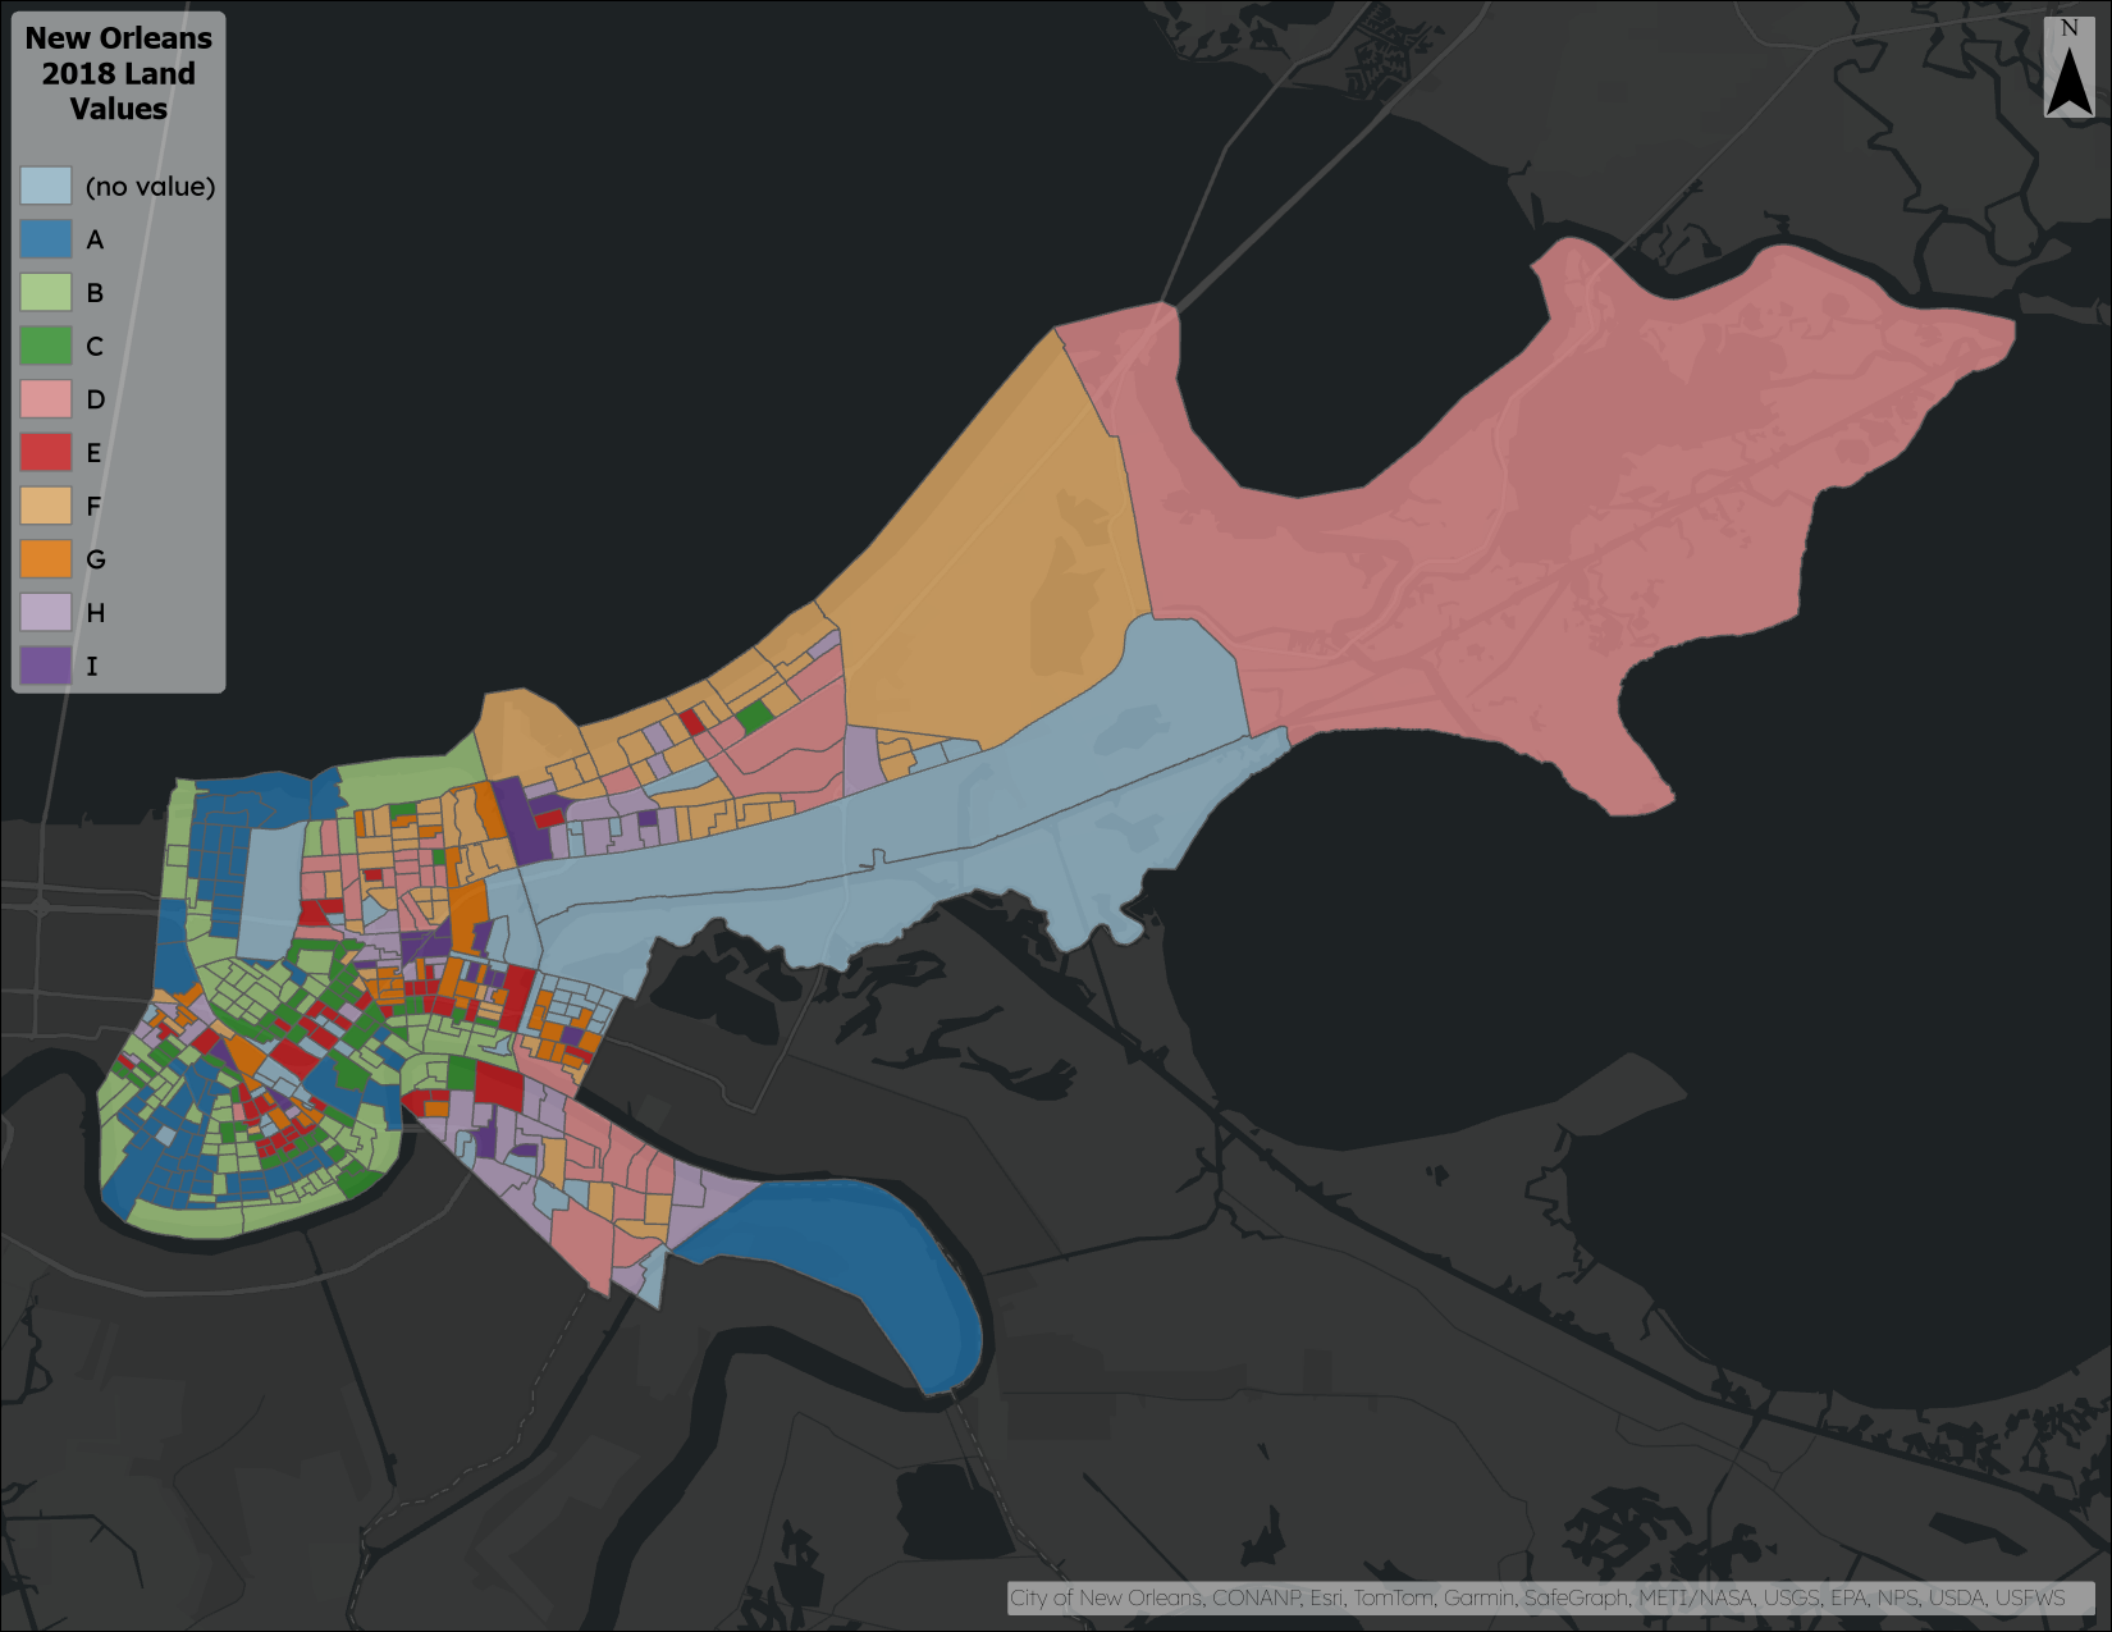 New Orleans
2018 Land
Values
(no value)
A
B
C
D
E
F
G
H
I
N
City of New Orleans, CONANP, Esri, TomTom, Garmin, SafeGraph, METI/NASA, USGS, EPA, NPS, USDA, USFWS